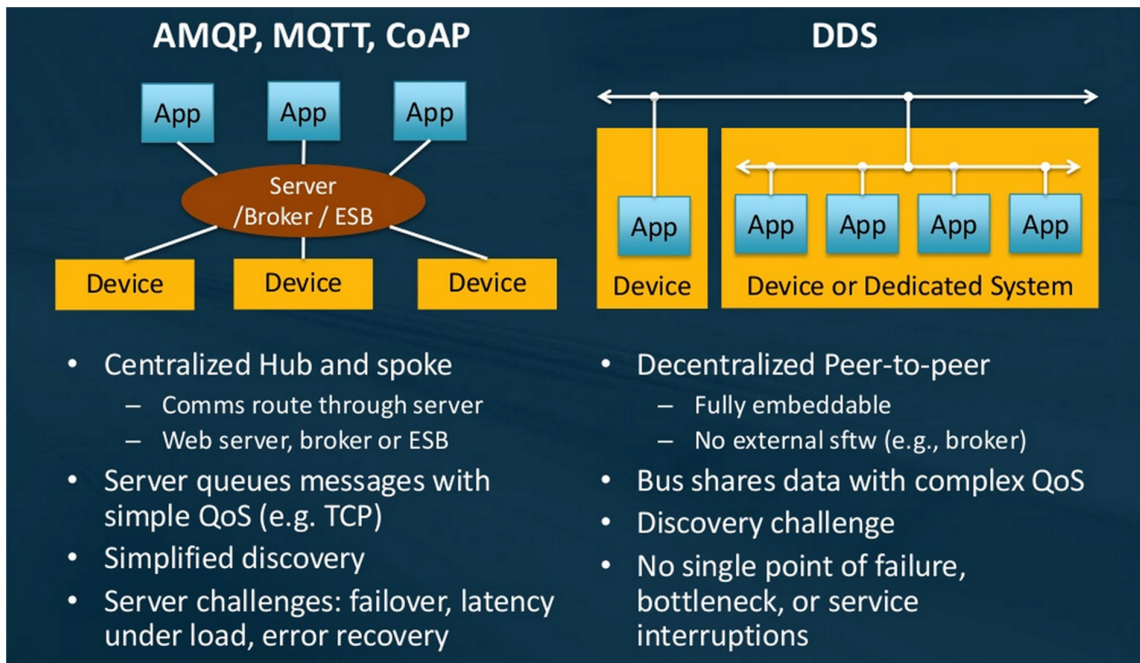 AMQP, MQTT, CoAP
App
App
App
Server
/Broker / ESB
Device
Device
Device
• Centralized Hub and spoke
– Comms route through server
– Web server, broker or ESB
• Server queues messages with
simple QoS (e.g. TCP)
• Simplified discovery
• Server challenges: failover, latency
under load, error recovery
DDS
App
App
App
App
App
Device
Device or Dedicated System
• Decentralized Peer-to-peer
– Fully embeddable
– No external sftw (e.g., broker)
• Bus shares data with complex QoS
• Discovery challenge
• No single point of failure,
bottleneck, or service
interruptions